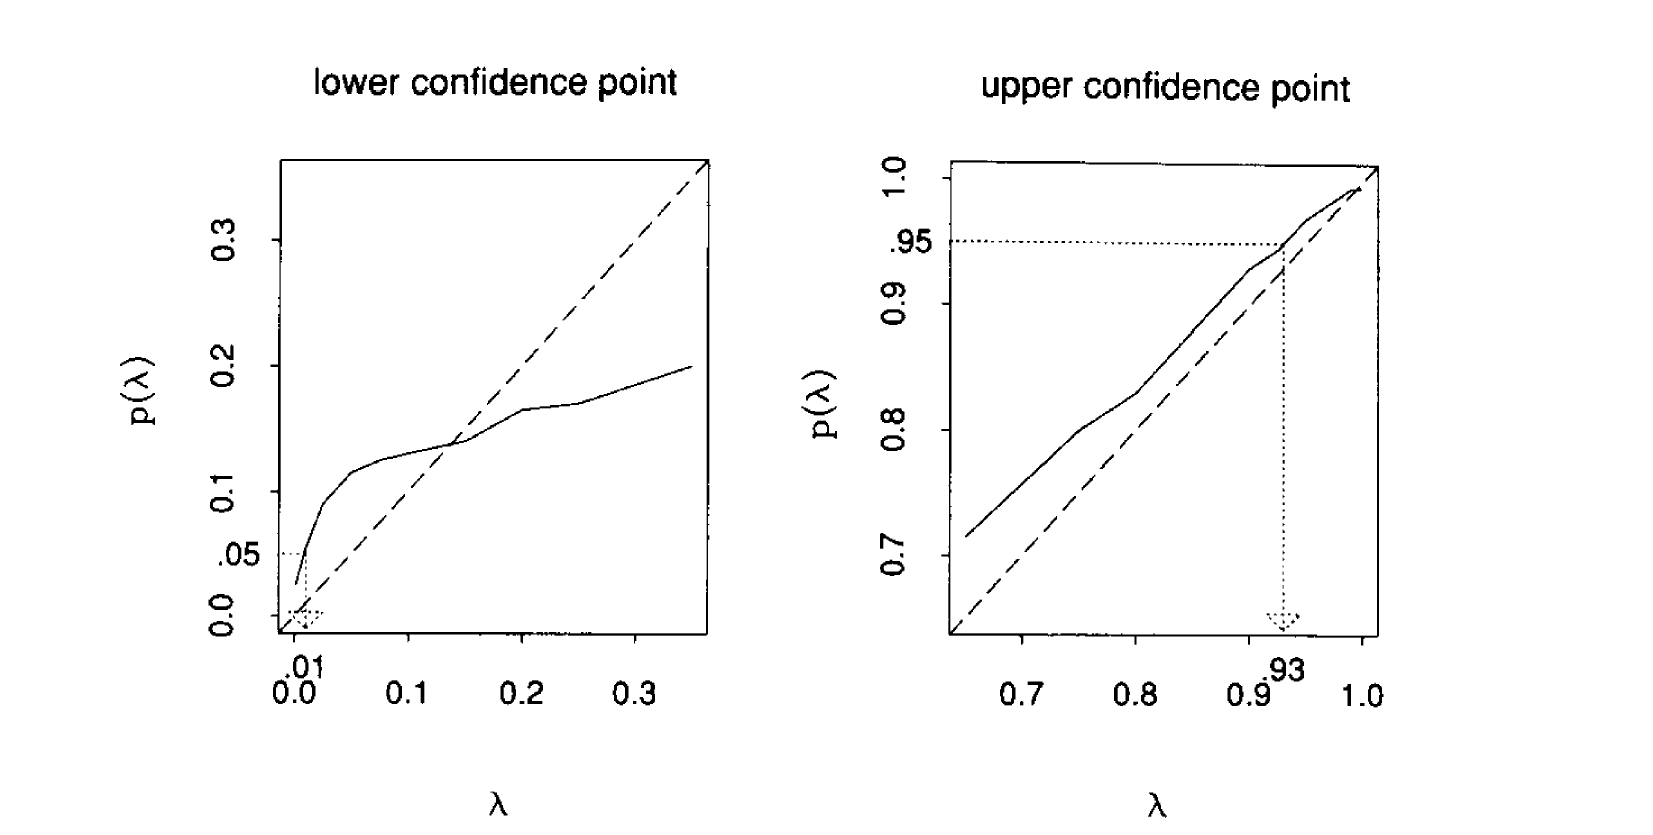 lower confidence point
p(λ)
0.3
0.2
0.1
.05
0.0
.01
0.0 0.1 0.2 0.3
λ
upper confidence point
p(λ)
1.0
.95
0.9
0.8
0.7
.93
0.7 0.8 0.9 1.0
λ